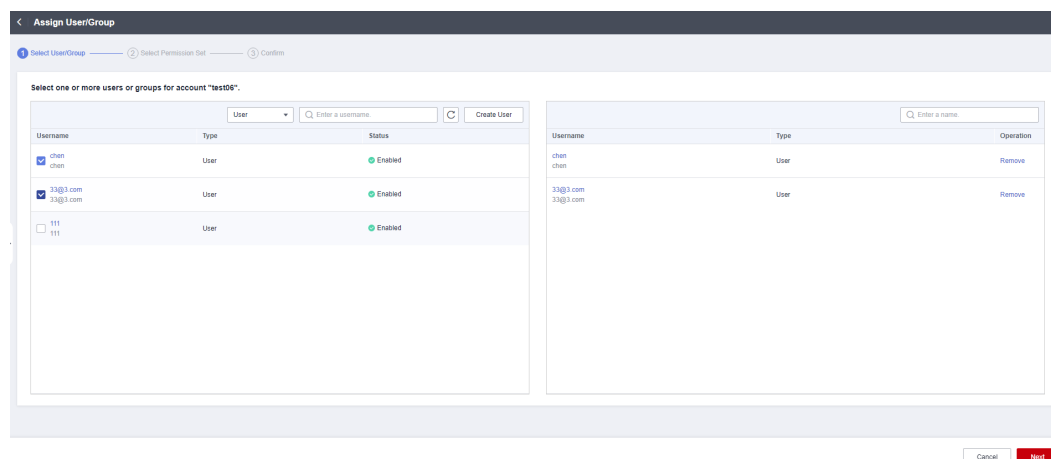 Assign User/Group
1 Select User/Group 2 Select Permission Set 3 Confirm
Select one or more users or groups for account "test06".
User Enter a username. Create User
Username Type Status
chen
chen User Enabled
33@3.com
33@3.com User Enabled
111
111 User Enabled
Enter a name.
Username Type Operation
chen
chen User Remove
33@3.com
33@3.com User Remove
Cancel Next